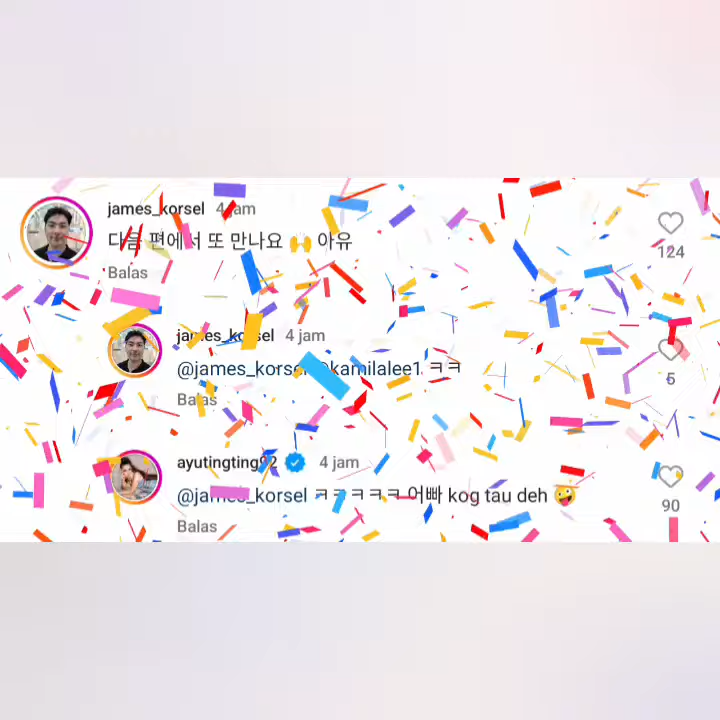 james_korsel 4 jam
다음 편에서 또 만나요 🙌 아유
Balas
124
james_korsel 4 jam
@james_korsel @kamilalee1 ㅋㅋ
Balas
5
ayutingting92 4 jam
@james_korsel ㅋㅋㅋㅋㅋ 어빠 kog tau deh 🤪
Balas
90